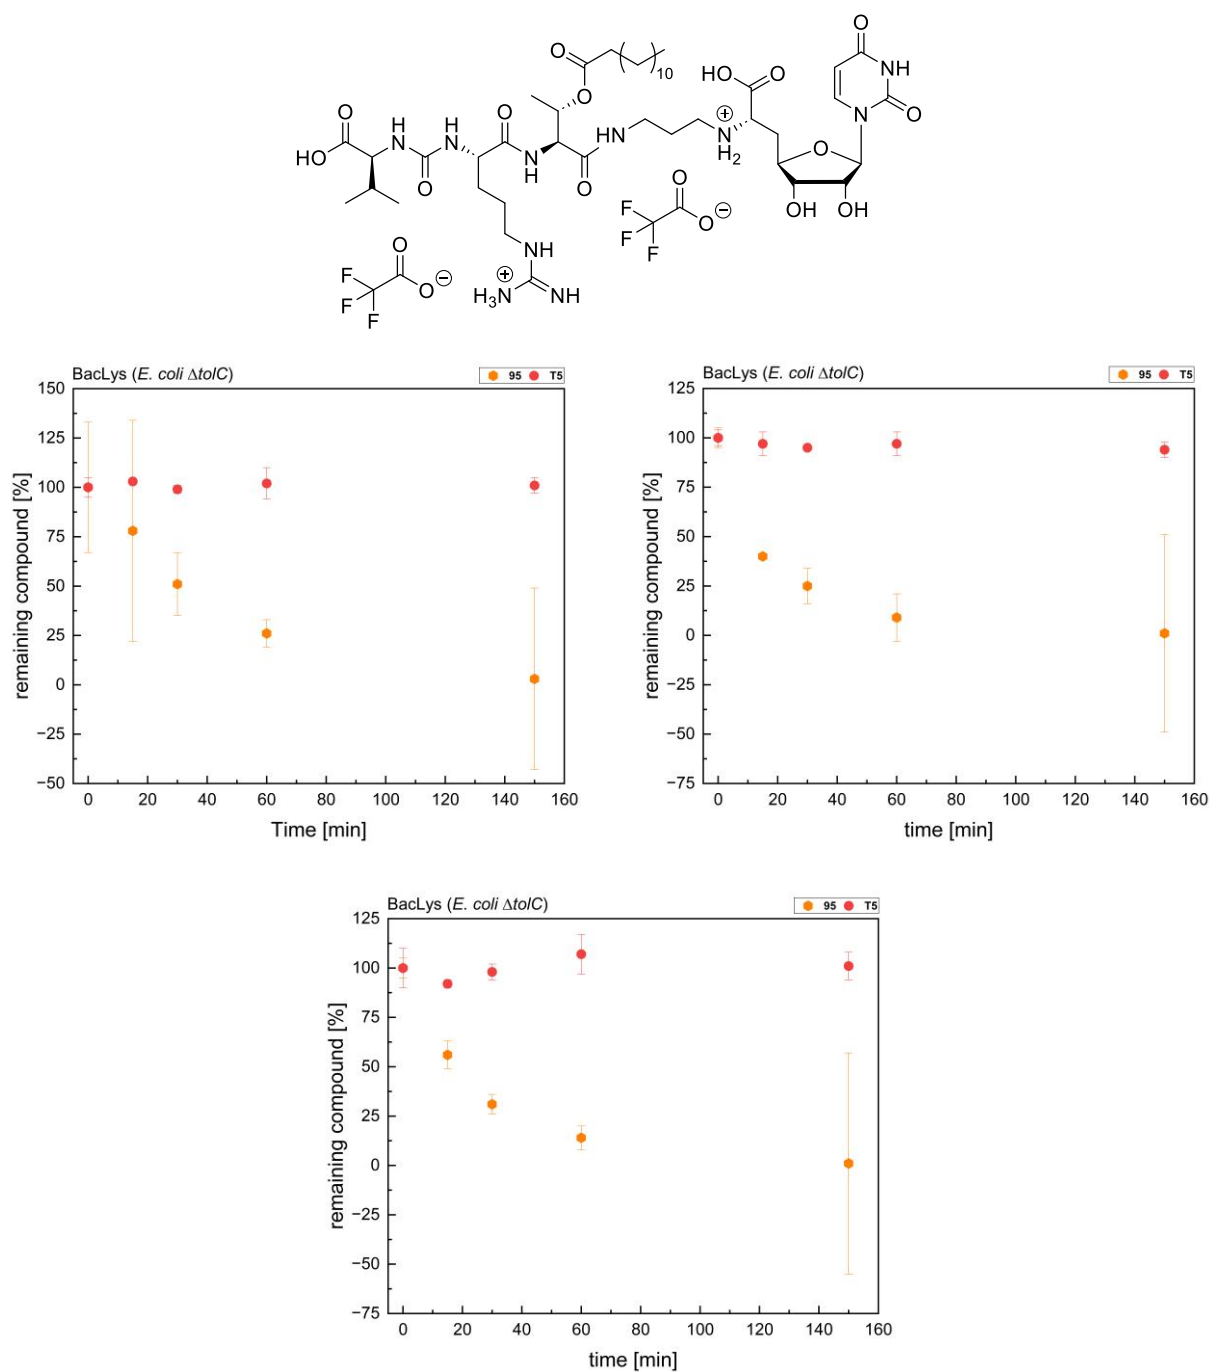 O
O
10
HO
O
O
NH
O
N
O
HO
O
H
N
H
N
O
O
HN
⊕
N
H2
N
H
O
O
O
OH
OH
NH
⊕
H3N
NH
F
F
F
O
O
⊖
F
F
F
O
O
⊖
BacLys (E. coli ΔtolC)
95 T5
150
125
100
75
50
25
0
−25
−50
remaining compound [%]
0 20 40 60 80 100 120 140 160
Time [min]
BacLys (E. coli ΔtolC)
95 T5
125
100
75
50
25
0
−25
−50
−75
remaining compound [%]
0 20 40 60 80 100 120 140 160
time [min]
BacLys (E. coli ΔtolC)
95 T5
125
100
75
50
25
0
−25
−50
−75
remaining compound [%]
0 20 40 60 80 100 120 140 160
time [min]